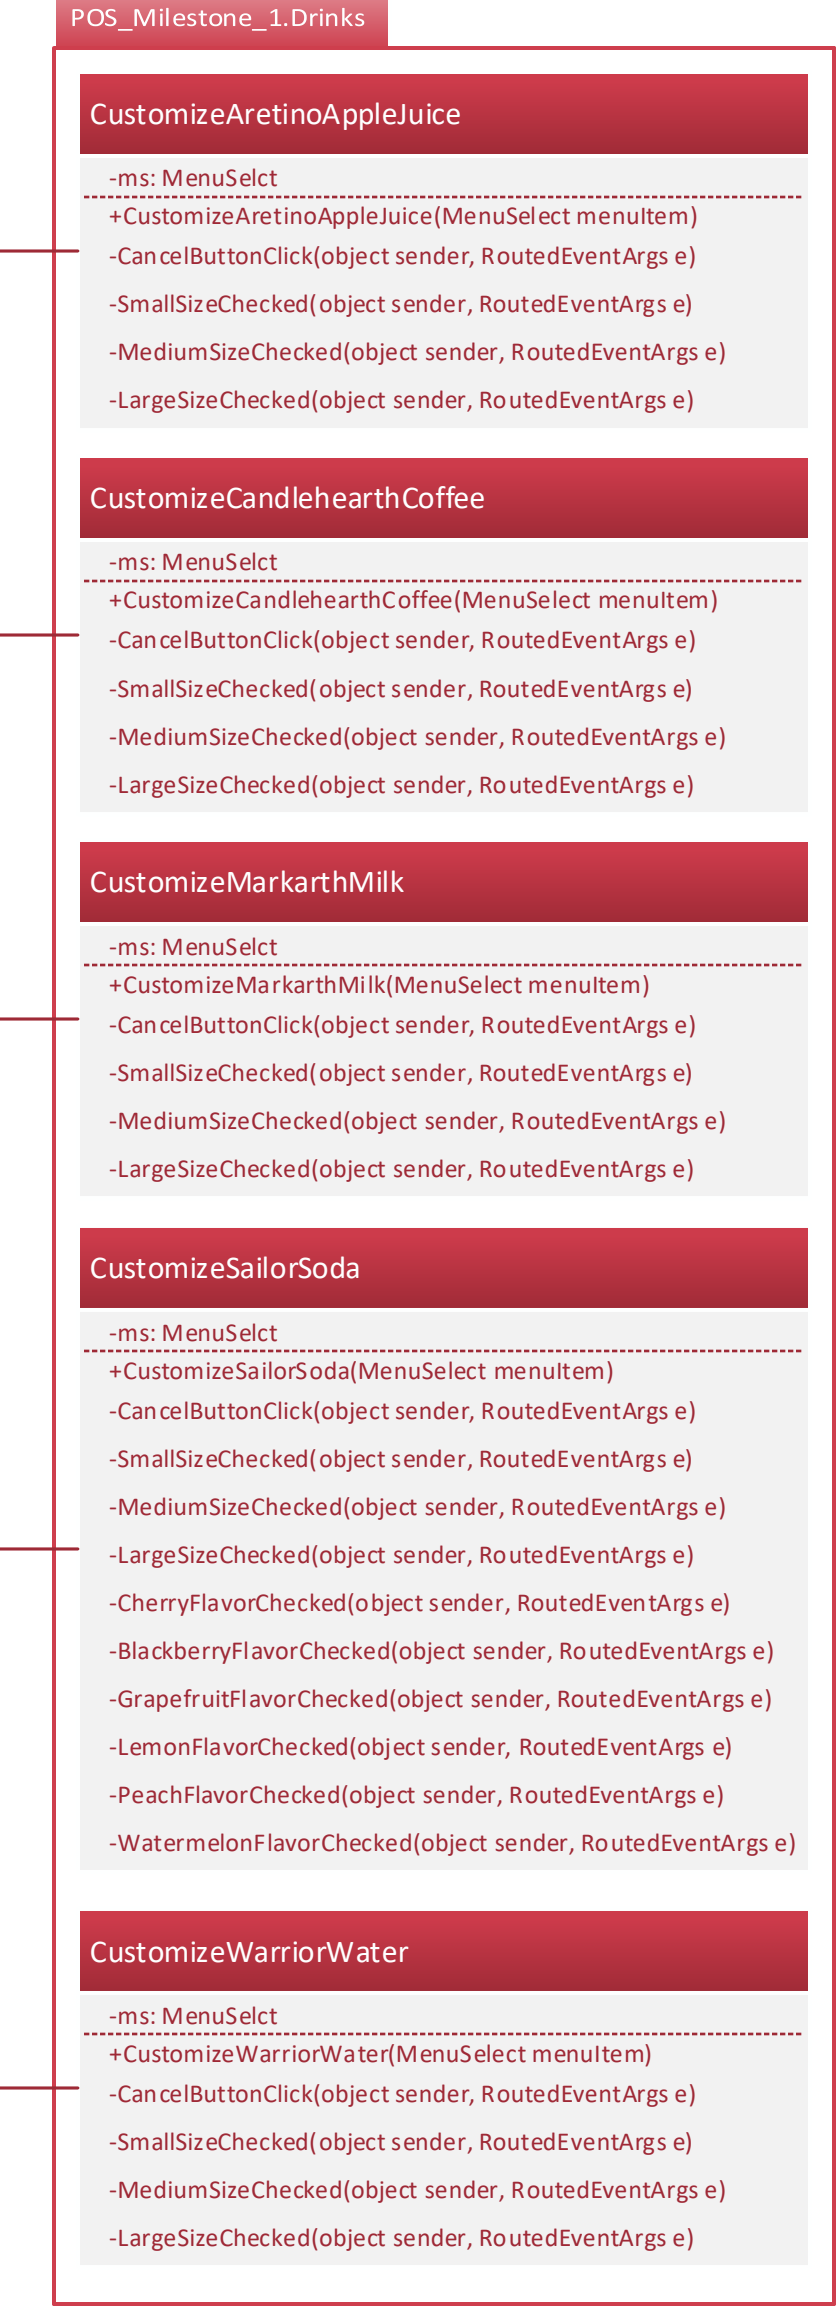 POS_Milestone_1.Drinks
CustomizeAretinoAppleJuice
-ms: MenuSelct
+CustomizeAretinoAppleJuice(MenuSelect menuItem)
-CancelButtonClick(object sender, RoutedEventArgs e)
-SmallSizeChecked(object sender, RoutedEventArgs e)
-MediumSizeChecked(object sender, RoutedEventArgs e)
-LargeSizeChecked(object sender, RoutedEventArgs e)
CustomizeCandlehearthCoffee
-ms: MenuSelct
+CustomizeCandlehearthCoffee(MenuSelect menuItem)
-CancelButtonClick(object sender, RoutedEventArgs e)
-SmallSizeChecked(object sender, RoutedEventArgs e)
-MediumSizeChecked(object sender, RoutedEventArgs e)
-LargeSizeChecked(object sender, RoutedEventArgs e)
CustomizeMarkarthMilk
-ms: MenuSelct
+CustomizeMarkarthMilk(MenuSelect menuItem)
-CancelButtonClick(object sender, RoutedEventArgs e)
-SmallSizeChecked(object sender, RoutedEventArgs e)
-MediumSizeChecked(object sender, RoutedEventArgs e)
-LargeSizeChecked(object sender, RoutedEventArgs e)
CustomizeSailorSoda
-ms: MenuSelct
+CustomizeSailorSoda(MenuSelect menuItem)
-CancelButtonClick(object sender, RoutedEventArgs e)
-SmallSizeChecked(object sender, RoutedEventArgs e)
-MediumSizeChecked(object sender, RoutedEventArgs e)
-LargeSizeChecked(object sender, RoutedEventArgs e)
-CherryFlavorChecked(object sender, RoutedEventArgs e)
-BlackberryFlavorChecked(object sender, RoutedEventArgs e)
-GrapefruitFlavorChecked(object sender, RoutedEventArgs e)
-LemonFlavorChecked(object sender, RoutedEventArgs e)
-PeachFlavorChecked(object sender, RoutedEventArgs e)
-WatermelonFlavorChecked(object sender, RoutedEventArgs e)
CustomizeWarriorWater
-ms: MenuSelct
+CustomizeWarriorWater(MenuSelect menuItem)
-CancelButtonClick(object sender, RoutedEventArgs e)
-SmallSizeChecked(object sender, RoutedEventArgs e)
-MediumSizeChecked(object sender, RoutedEventArgs e)
-LargeSizeChecked(object sender, RoutedEventArgs e)